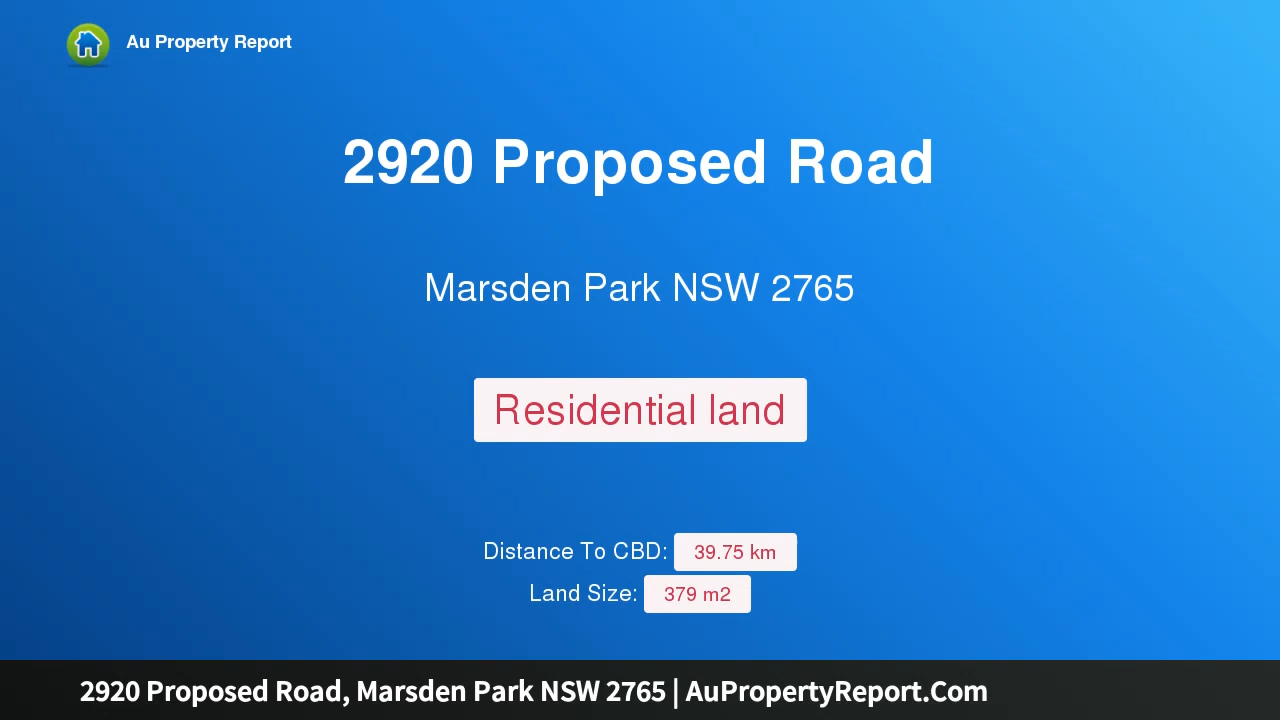 Au Property Report
2920 Proposed Road
Marsden Park NSW 2765
Residential land
Distance To CBD: 39.75 km
Land Size: 379 m2
2920 Proposed Road, Marsden Park NSW 2765 | AuPropertyReport.Com